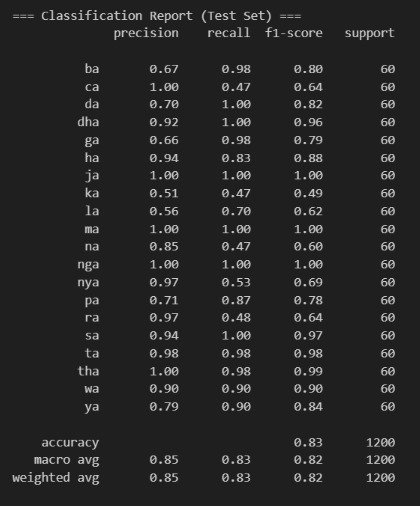 === Classification Report (Test Set) ===
precision recall f1-score support
ba 0.67 0.98 0.80 60
ca 1.00 0.47 0.64 60
da 0.70 1.00 0.82 60
dha 0.92 1.00 0.96 60
ga 0.66 0.98 0.79 60
ha 0.94 0.83 0.88 60
ja 1.00 1.00 1.00 60
ka 0.51 0.47 0.49 60
la 0.56 0.70 0.62 60
ma 1.00 1.00 1.00 60
na 0.85 0.47 0.60 60
nga 1.00 1.00 1.00 60
nya 0.97 0.53 0.69 60
pa 0.71 0.87 0.78 60
ra 0.97 0.48 0.64 60
sa 0.94 1.00 0.97 60
ta 0.98 0.98 0.98 60
tha 1.00 0.98 0.99 60
wa 0.90 0.90 0.90 60
ya 0.79 0.90 0.84 60
accuracy 0.83 1200
macro avg 0.85 0.83 0.82 1200
weighted avg 0.85 0.83 0.82 1200